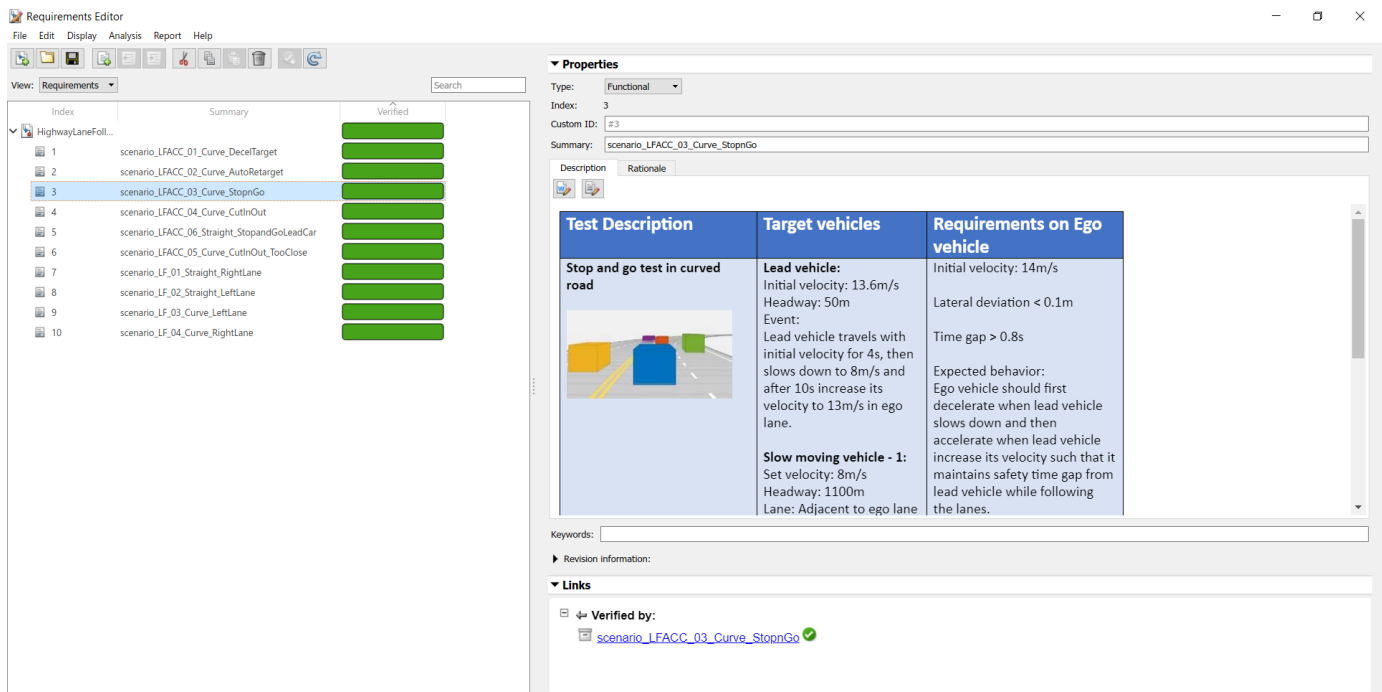 Requirements Editor
File Edit Display Analysis Report Help
View: Requirements
Search
Index Summary Verified
HighwayLaneFoll...
1 scenario_LFACC_01_Curve_DecelTarget
2 scenario_LFACC_02_Curve_AutoRetarget
3 scenario_LFACC_03_Curve_StopnGo
4 scenario_LFACC_04_Curve_CutInOut
5 scenario_LFACC_06_Straight_StopandGoLeadCar
6 scenario_LFACC_05_Curve_CutInOut_TooClose
7 scenario_LF_01_Straight_RightLane
8 scenario_LF_02_Straight_LeftLane
9 scenario_LF_03_Curve_LeftLane
10 scenario_LF_04_Curve_RightLane
Properties
Type: Functional
Index: 3
Custom ID: #3
Summary: scenario_LFACC_03_Curve_StopnGo
Description Rationale
Test Description
Target vehicles
Requirements on Ego
vehicle
Stop and go test in curved
road
Lead vehicle:
Initial velocity: 13.6m/s
Headway: 50m
Event:
Lead vehicle travels with
initial velocity for 4s, then
slows down to 8m/s and
after 10s increase its
velocity to 13m/s in ego
lane.
Slow moving vehicle - 1:
Set velocity: 8m/s
Headway: 1100m
Lane: Adjacent to ego lane
Initial velocity: 14m/s
Lateral deviation < 0.1m
Time gap > 0.8s
Expected behavior:
Ego vehicle should first
decelerate when lead vehicle
slows down and then
accelerate when lead vehicle
increase its velocity such that it
maintains safety time gap from
lead vehicle while following
the lanes.
Keywords:
Revision information:
Links
Verified by:
scenario_LFACC_03_Curve_StopnGo